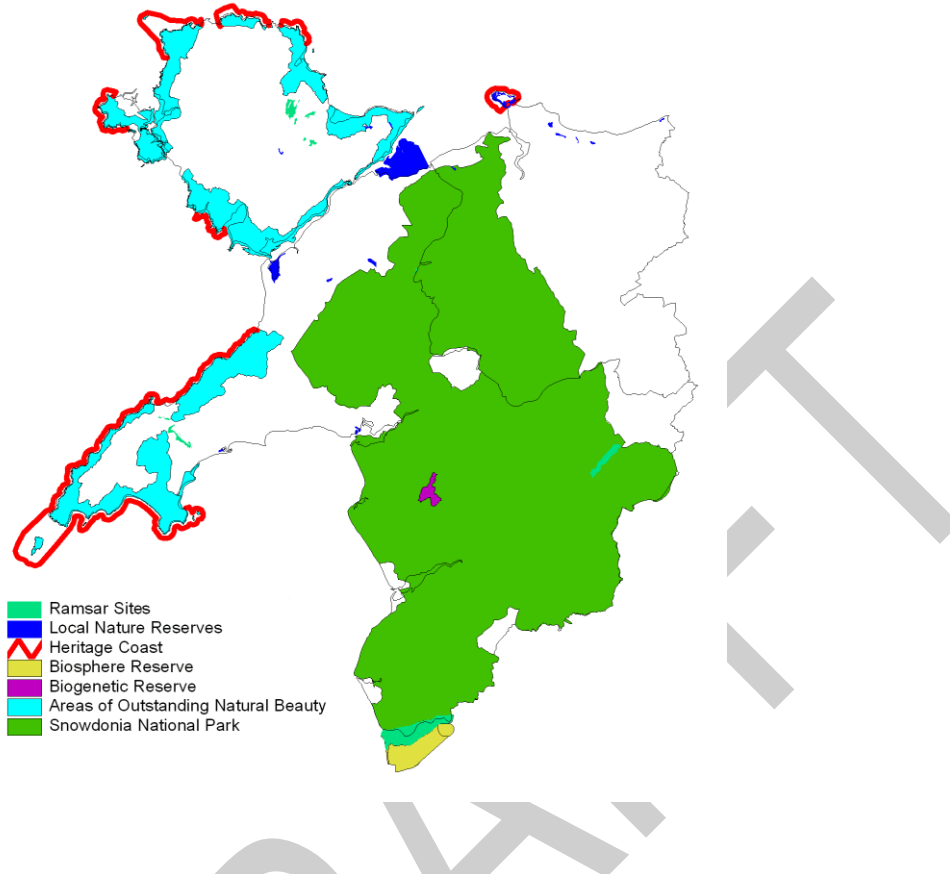 Ramsar Sites
Local Nature Reserves
Heritage Coast
Biosphere Reserve
Biogenetic Reserve
Areas of Outstanding Natural Beauty
Snowdonia National Park